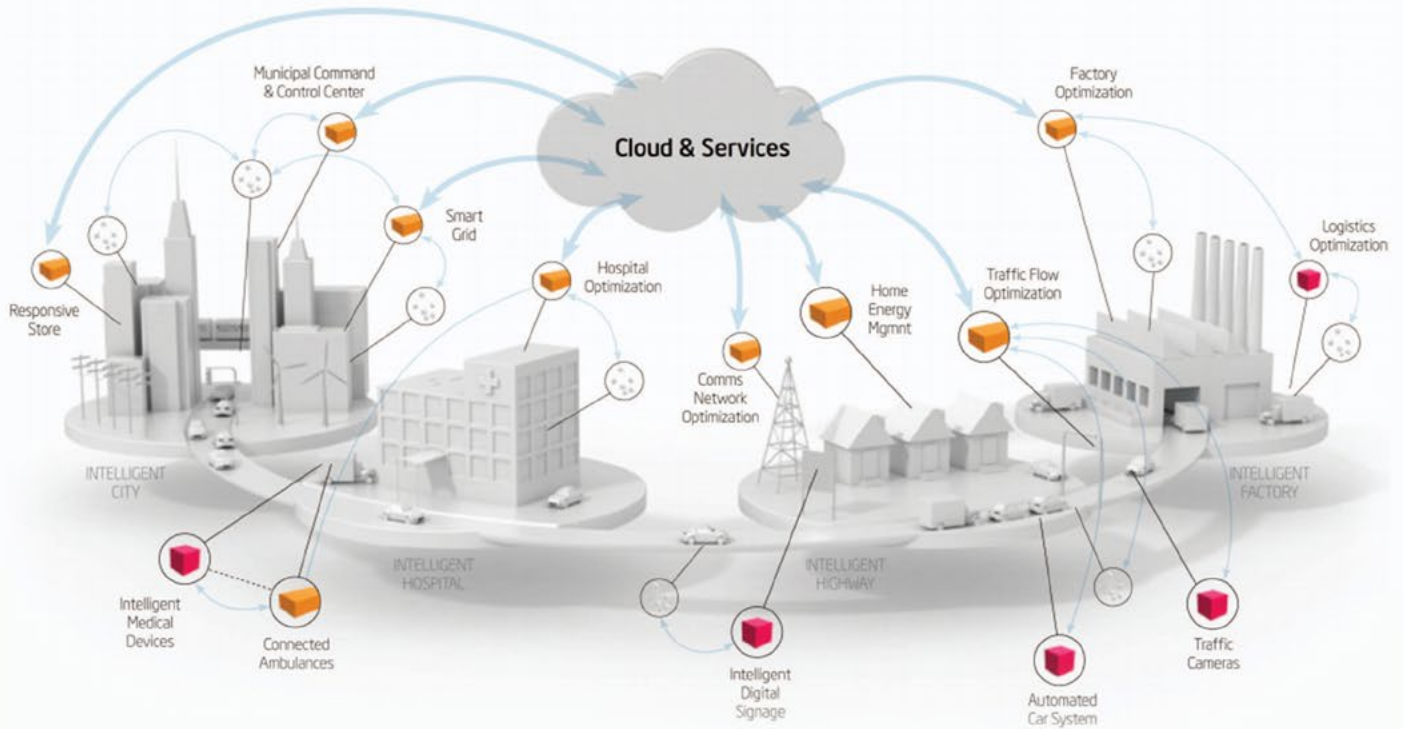 Municipal Command
& Control Center
Factory
Optimization
Cloud & Services
Smart
Grid
Logistics
Optimization
Hospital
Optimization
Traffic Flow
Optimization
Home
Energy
Mgmnt
Responsive
Store
Comms
Network
Optimization
INTELLIGENT
CITY
INTELLIGENT
FACTORY
INTELLIGENT
HOSPITAL
INTELLIGENT
HIGHWAY
Intelligent
Medical
Devices
Connected
Ambulances
Intelligent
Digital
Signage
Automated
Car System
Traffic
Cameras